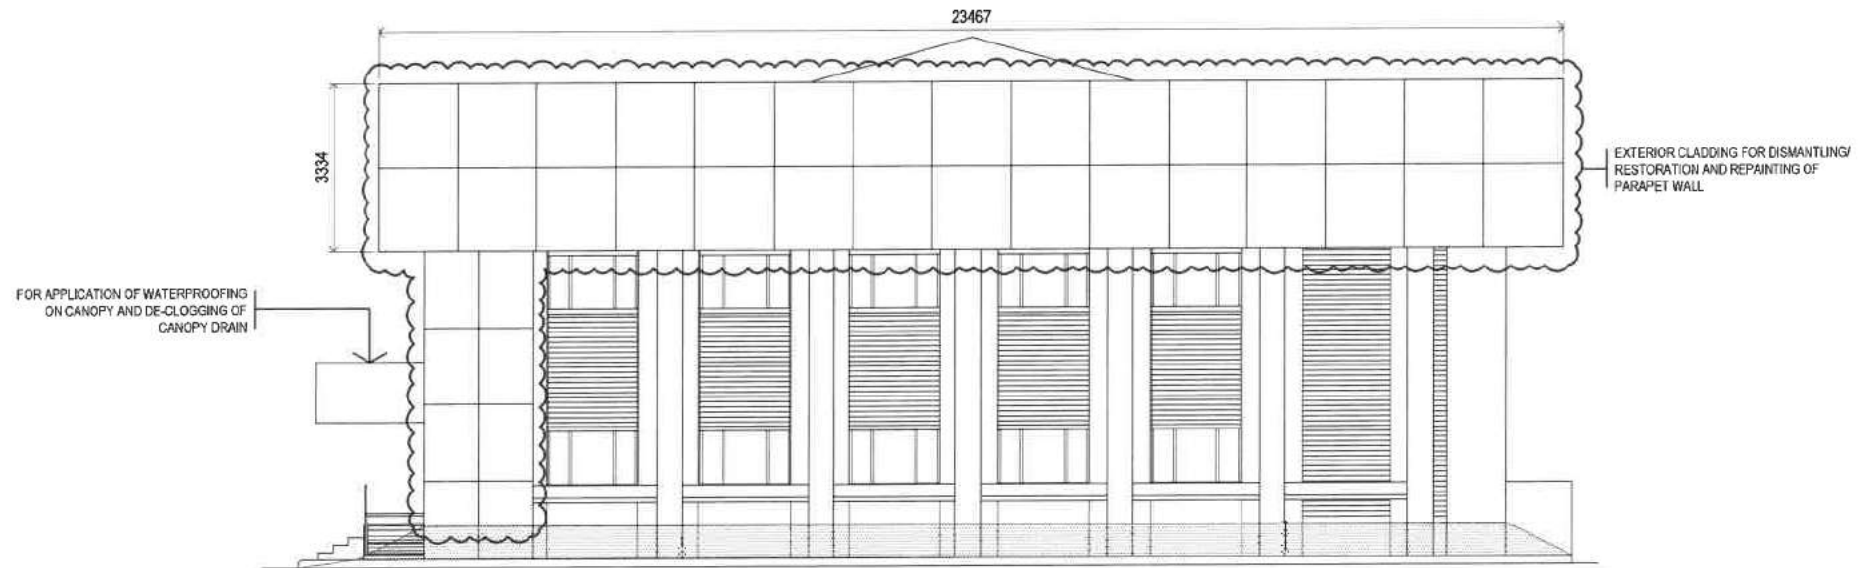 23467
3334
EXTERIOR CLADDING FOR DISMANTLING/
RESTORATION AND REPAINTING OF
PARAPET WALL
FOR APPLICATION OF WATERPROOFING
ON CANOPY AND DE-CLOGGING OF
CANOPY DRAIN